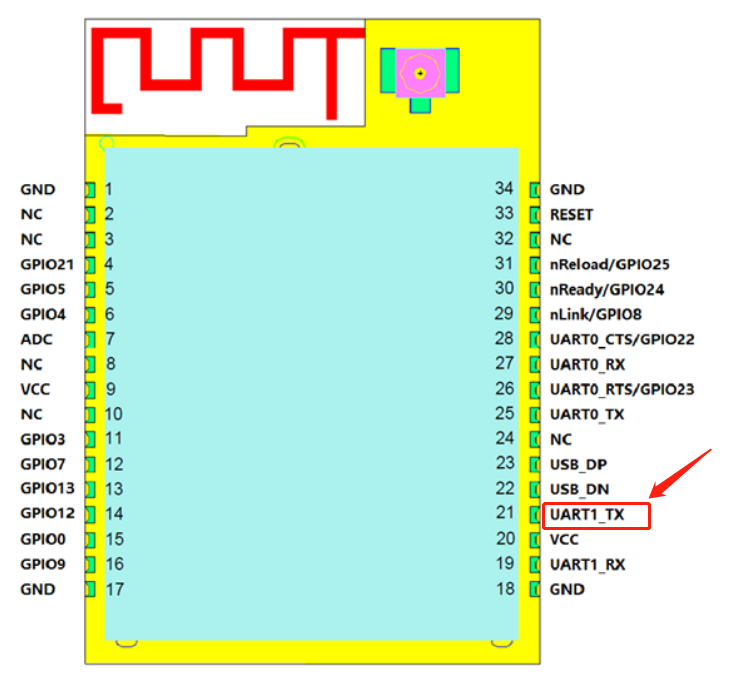 GND 1 34 GND
NC 2 33 RESET
NC 3 32 NC
GPIO21 4 31 nReload/GPIO25
GPIO5 5 30 nReady/GPIO24
GPIO4 6 29 nLink/GPIO8
ADC 7 28 UART0_CTS/GPIO22
NC 8 27 UART0_RX
VCC 9 26 UART0_RTS/GPIO23
NC 10 25 UART0_TX
GPIO3 11 24 NC
GPIO7 12 23 USB_DP
GPIO13 13 22 USB_DN
GPIO12 14 21 UART1_TX
GPIO0 15 20 VCC
GPIO9 16 19 UART1_RX
GND 17 18 GND